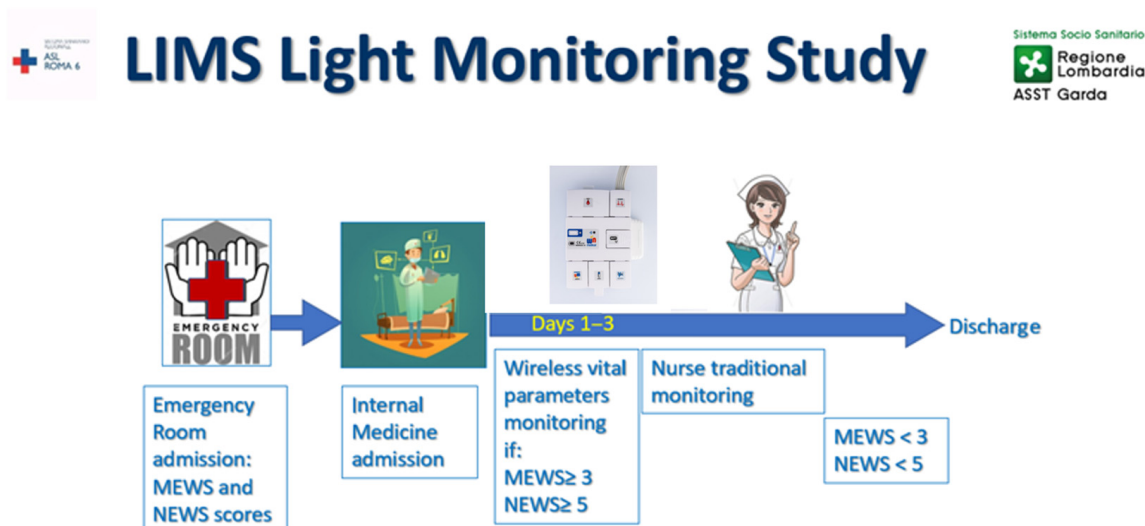 ASL
ROMA 6
LIMS Light Monitoring Study
Sistema Socio Sanitario
Regione
Lombardia
ASST Garda
EMERGENCY
ROOM
Days 1–3
Discharge
Emergency
Room
admission:
MEWS and
NEWS scores
Internal
Medicine
admission
Wireless vital
parameters
monitoring
if:
MEWS≥ 3
NEWS≥ 5
Nurse traditional
monitoring
MEWS < 3
NEWS < 5